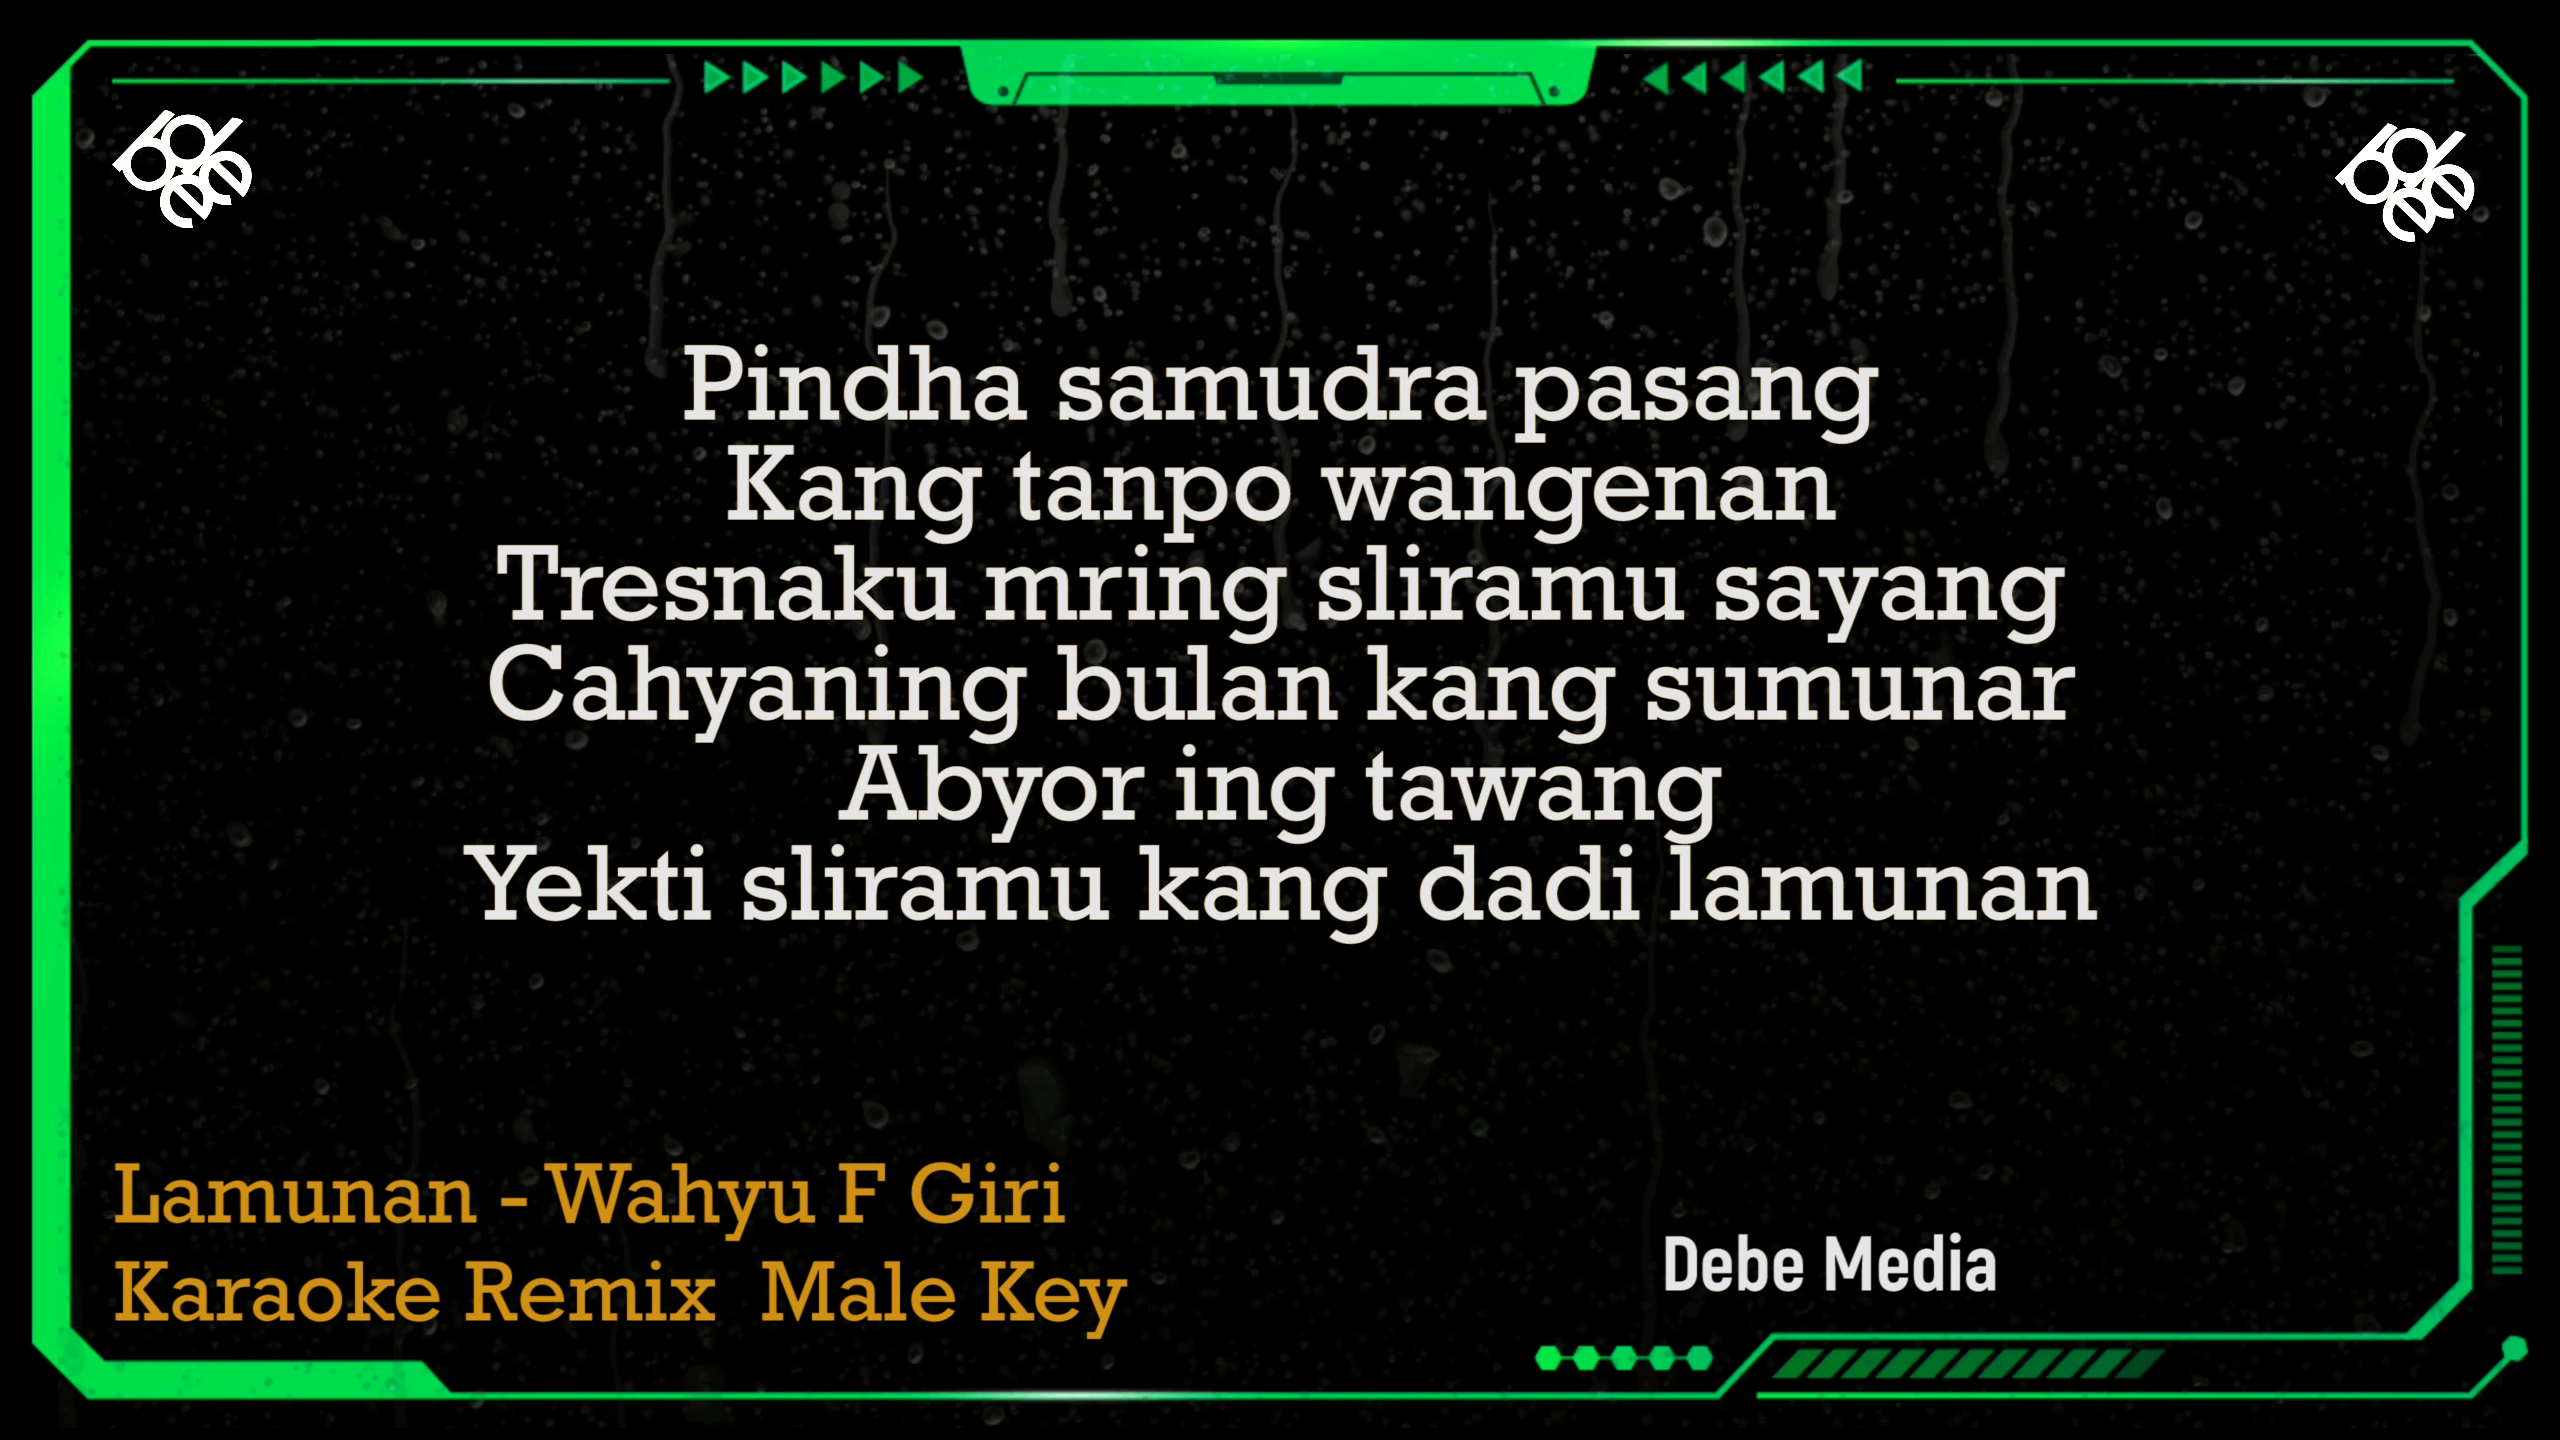 Pindha samudra pasang
Kang tanpo wangenan
Tresnaku mring sliramu sayang
Cahyaning bulan kang sumunar
Abyor ing tawang
Yekti sliramu kang dadi lamunan
Lamunan - Wahyu F Giri
Karaoke Remix  Male Key
Debe Media